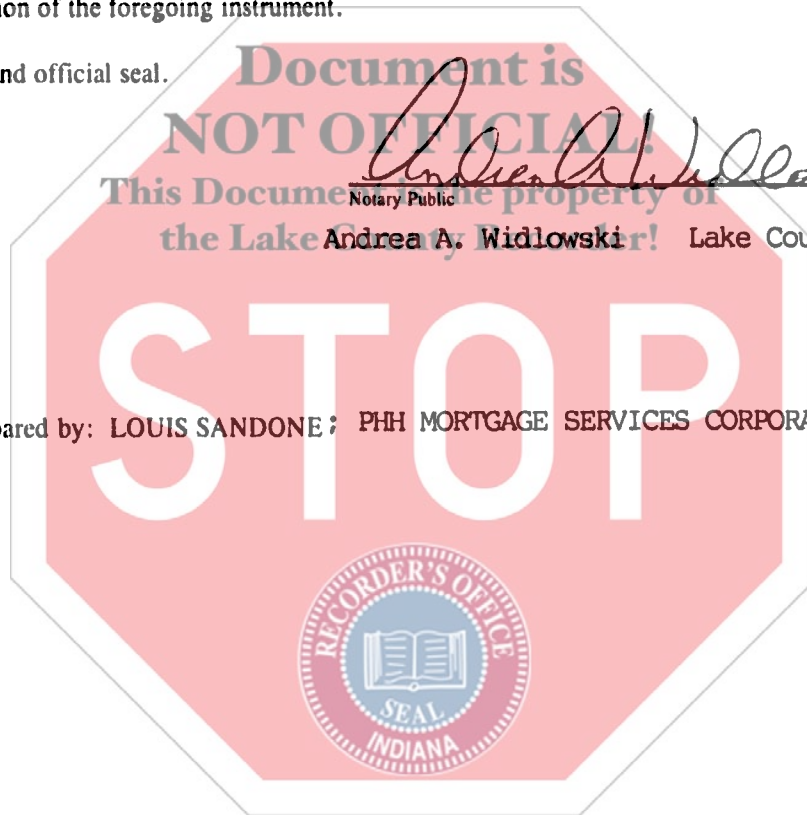 ion of the foregoing instrument.
nd official seal.
Document is
NOT OFFICIAL!
This Document is the property of
the Lake County Recorder!
Notary Public
Andrea A. Widlowski Lake Cou
STOP
ared by: LOUIS SANDONE; PHH MORTGAGE SERVICES CORPORA
RECORDER'S OFFICE
SEAL
INDIANA